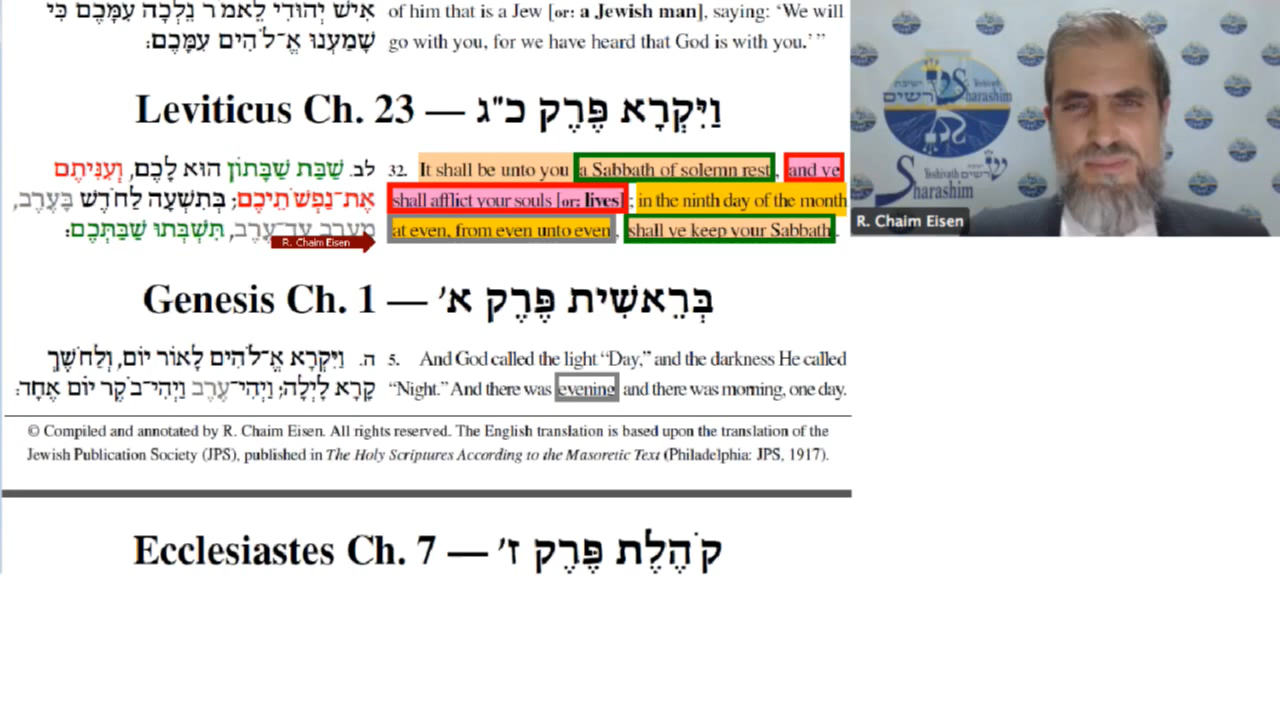 אִישׁ יְהוּדִי לֵאמֹר נֵלְכָה עִמָּכֶם כִּי
שָׁמַעְנוּ אֱ־לֹהִים עִמָּכֶם:
of him that is a Jew [or: a Jewish man], saying: ‘We will
go with you, for we have heard that God is with you.’ ”
Leviticus Ch. 23 — וַיִּקְרָא פֶּרֶק כ"ג
לב. שַׁבַּת שַׁבָּתוֹן הוּא לָכֶם, וְעִנִּיתֶם
אֶת־נַפְשֹׁתֵיכֶם; בְּתִשְׁעָה לַחֹדֶשׁ בָּעֶרֶב,
מֵעֶרֶב עַד־עֶרֶב, תִּשְׁבְּתוּ שַׁבַּתְּכֶם:
R. Chaim Eisen
32. It shall be unto you a Sabbath of solemn rest, and ye
shall afflict your souls [or: lives]; in the ninth day of the month
at even, from even unto even, shall ye keep your Sabbath.
Genesis Ch. 1 — בְּרֵאשִׁית פֶּרֶק א׳
ה. וַיִּקְרָא אֱ־לֹהִים לָאוֹר יוֹם, וְלַחֹשֶׁךְ
קָרָא לָיְלָה; וַיְהִי־עֶרֶב וַיְהִי־בֹקֶר יוֹם אֶחָד:
5. And God called the light “Day,” and the darkness He called
“Night.” And there was evening and there was morning, one day.
© Compiled and annotated by R. Chaim Eisen. All rights reserved. The English translation is based upon the translation of the
Jewish Publication Society (JPS), published in The Holy Scriptures According to the Masoretic Text (Philadelphia: JPS, 1917).
Ecclesiastes Ch. 7 — קֹהֶלֶת פֶּרֶק ז׳
ישיבת
שרשים
Sharashim
Yeshivath
Sharashim
R. Chaim Eisen